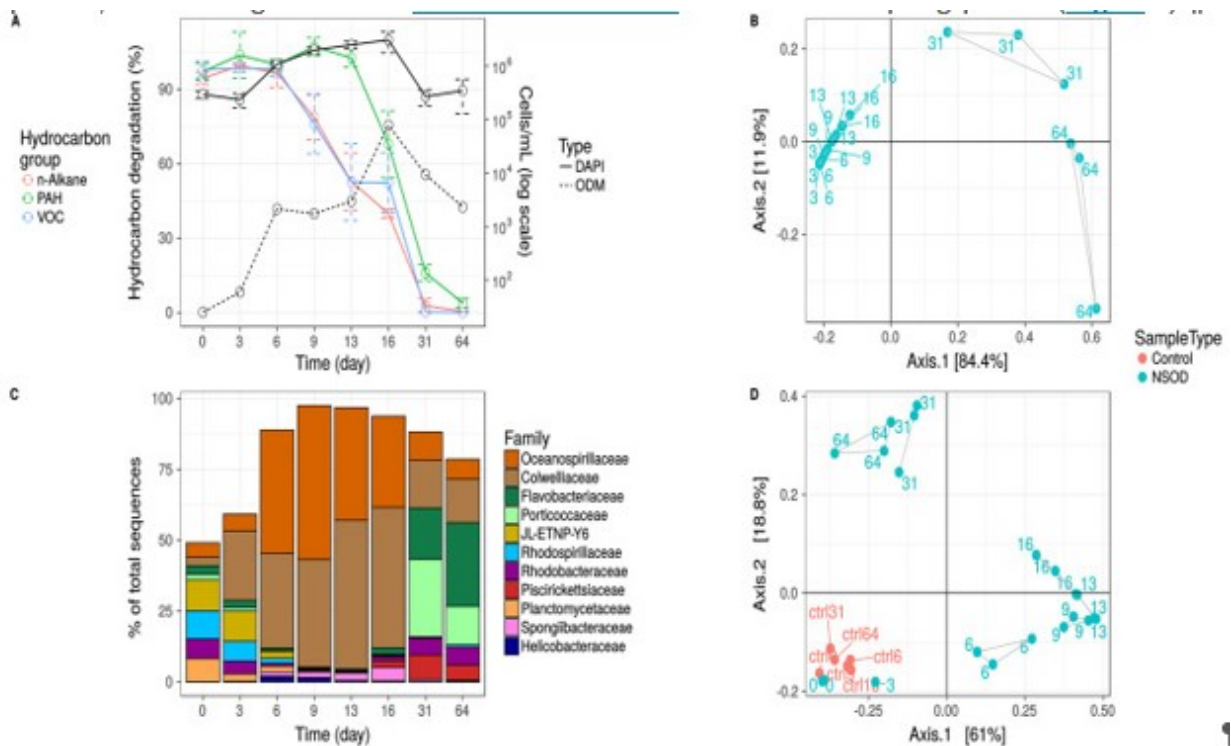 A
Hydrocarbon degradation (%)
90
60
30
0
0 3 6 9 13 16 31 64
Time (day)
Cells/mL (log scale)
10^6
10^5
10^4
10^3
10^2
Hydrocarbon
group
n-Alkane
PAH
VOC
Type
DAPI
ODM
B
Axis.2 [11.9%]
0.2
0.0
-0.2
31 31
31
16
13 13 16
9 9 13 16
3 3 6 9
3 6
3 6
64
64
64
-0.2 0.0 0.2 0.4 0.6
Axis.1 [84.4%]
SampleType
Control
NSOD
C
% of total sequences
100
75
50
25
0
0 3 6 9 13 16 31 64
Time (day)
Family
Oceanospirillaceae
Colwelliaceae
Flavobacteriaceae
Porticoccaceae
JL-ETNP-Y6
Rhodospirillaceae
Rhodobacteraceae
Piscirickettsiaceae
Planctomycetaceae
Spongiibacteraceae
Helicobacteraceae
D
Axis.2 [18.8%]
0.4
0.2
0.0
-0.2
31
64 31
64
64 31
16
16
16 13
9 13
9 13
6
6
ctrl31
ctrl64
ctrl6
0 0 3
-0.25 0.00 0.25 0.50
Axis.1 [61%]
¶